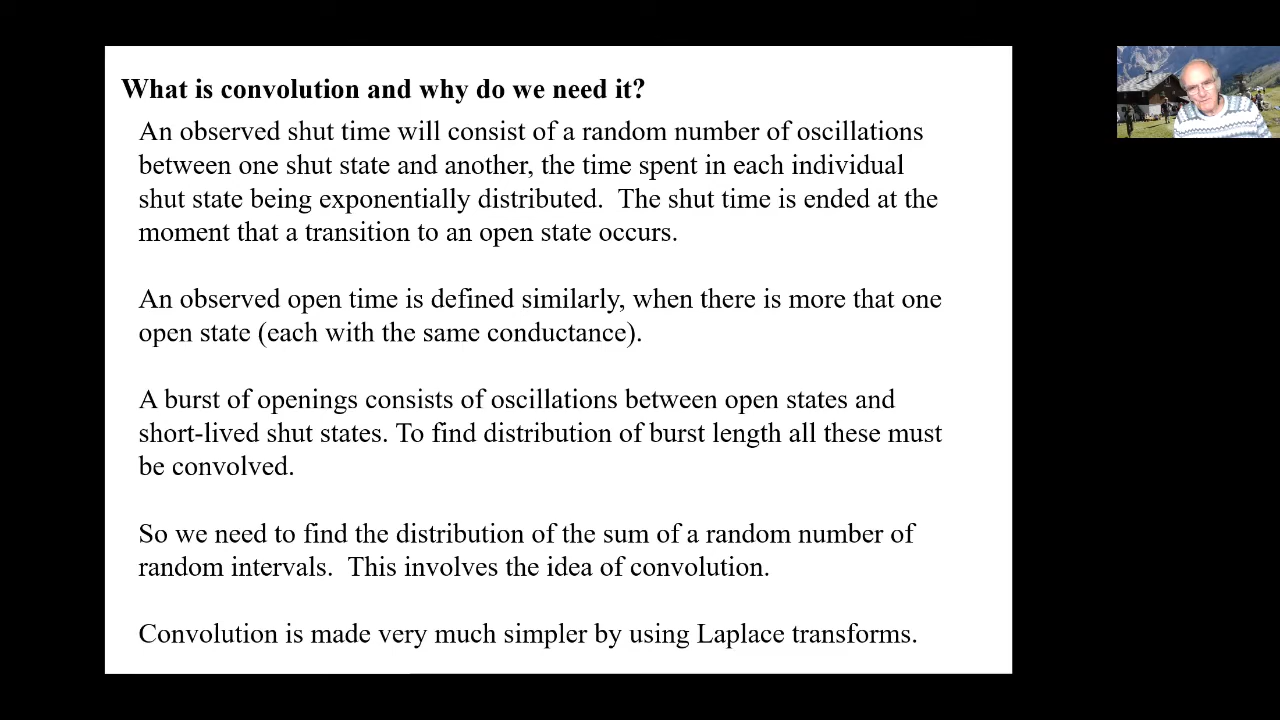 What is convolution and why do we need it?
An observed shut time will consist of a random number of oscillations
between one shut state and another, the time spent in each individual
shut state being exponentially distributed.  The shut time is ended at the
moment that a transition to an open state occurs.
An observed open time is defined similarly, when there is more that one
open state (each with the same conductance).
A burst of openings consists of oscillations between open states and
short-lived shut states. To find distribution of burst length all these must
be convolved.
So we need to find the distribution of the sum of a random number of
random intervals.  This involves the idea of convolution.
Convolution is made very much simpler by using Laplace transforms.